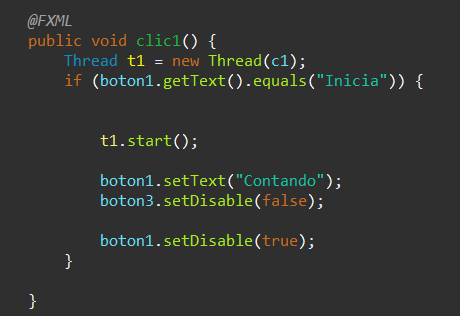 @FXML
public void clic1() {
Thread t1 = new Thread(c1);
if (boton1.getText().equals("Inicia")) {
t1.start();
boton1.setText("Contando");
boton3.setDisable(false);
boton1.setDisable(true);
}
}